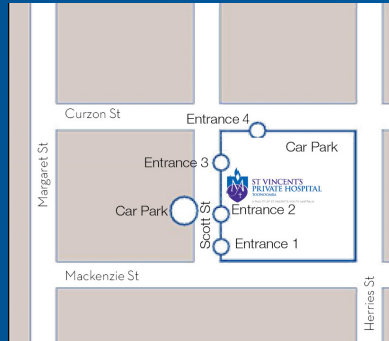 Curzon St
Entrance 4
Margaret St
Car Park
Entrance 3
ST VINCENT'S
PRIVATE HOSPITAL
TOOWOOMBA
Car Park
Scott St
Entrance 2
Entrance 1
Mackenzie St
Herries St